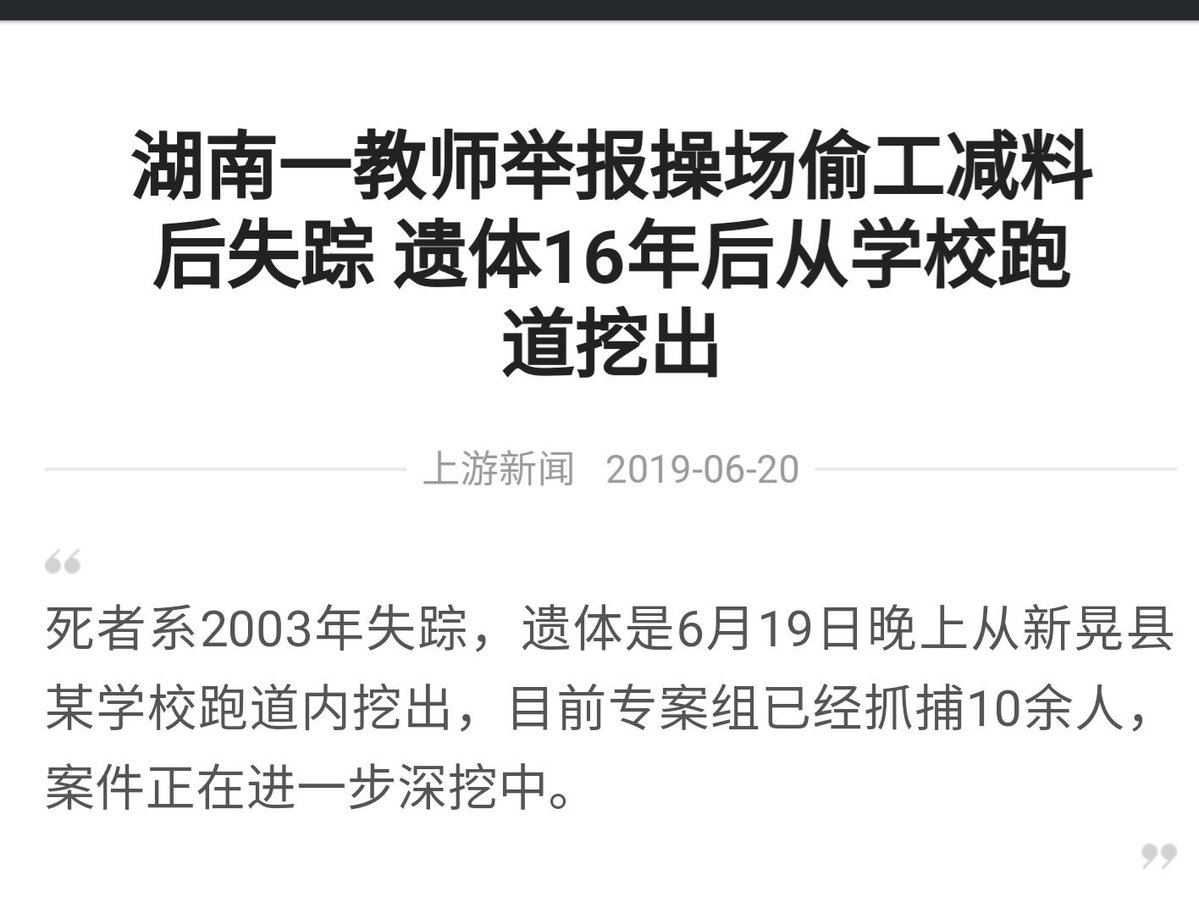 湖南一教师举报操场偷工减料
后失踪 遗体16年后从学校跑
道挖出
上游新闻 2019-06-20
“
死者系2003年失踪，遗体是6月19日晚上从新晃县
某学校跑道内挖出，目前专案组已经抓捕10余人，
案件正在进一步深挖中。
”